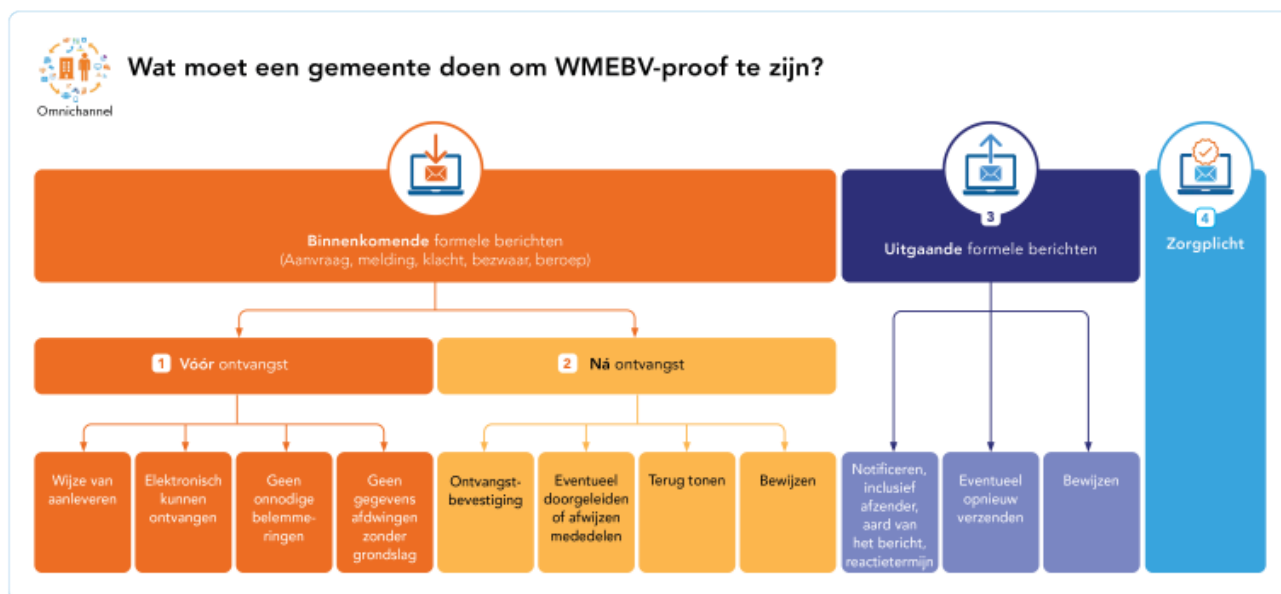 Wat moet een gemeente doen om WMEBV-proof te zijn?
Omnichannel
Binnenkomende formele berichten
(Aanvraag, melding, klacht, bezwaar, beroep)
3
Uitgaande formele berichten
4
Zorgplicht
1 Vóór ontvangst
2 Ná ontvangst
Wijze van
aanleveren
Elektronisch
kunnen
ontvangen
Geen
onnodige
belemme-
ringen
Geen
gegevens
afdwingen
zonder
grondslag
Ontvangst-
bevestiging
Eventueel
doorgeleiden
of afwijzen
mededelen
Terug tonen
Bewijzen
Notificeren,
inclusief
afzender,
aard van
het bericht,
reactietermijn
Eventueel
opnieuw
verzenden
Bewijzen